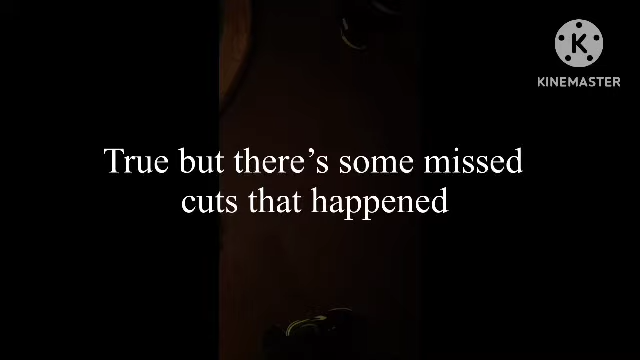 KINEMASTER
True but there’s some missed
cuts that happened